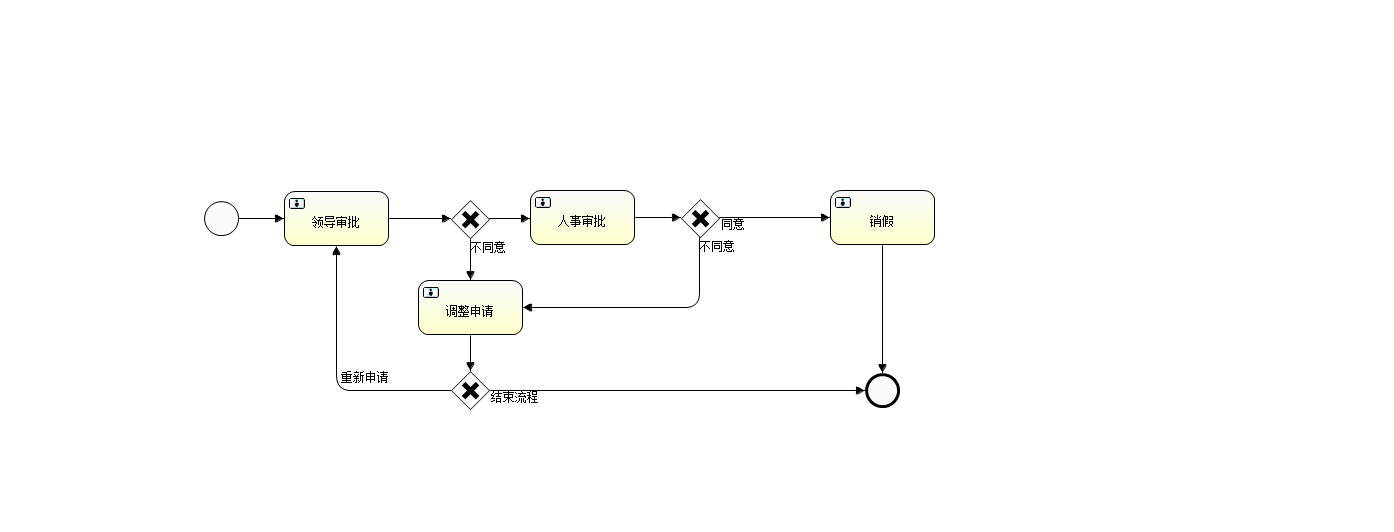 领导审批
人事审批
同意
销假
不同意
不同意
调整申请
重新申请
结束流程